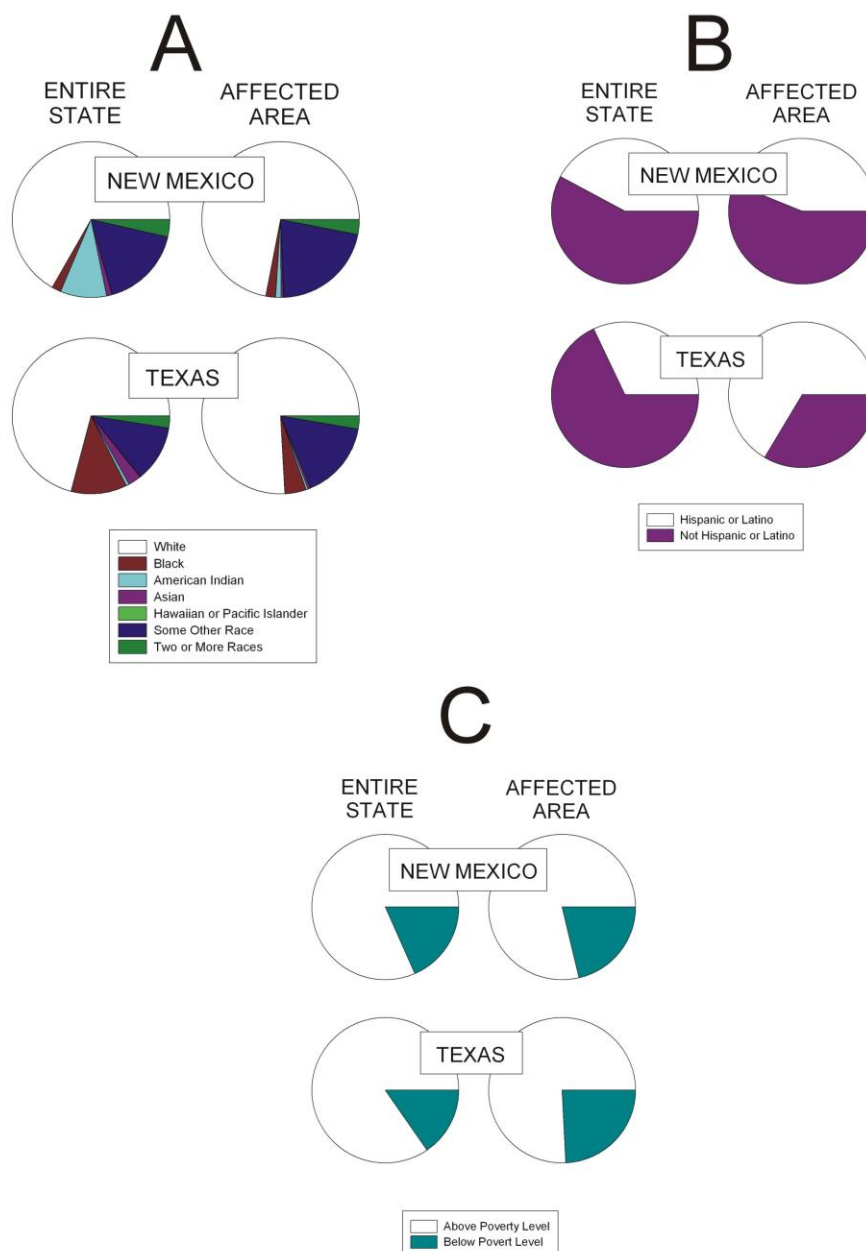 A
ENTIRE
STATE
AFFECTED
AREA
NEW MEXICO
TEXAS
White
Black
American Indian
Asian
Hawaiian or Pacific Islander
Some Other Race
Two or More Races
B
ENTIRE
STATE
AFFECTED
AREA
NEW MEXICO
TEXAS
Hispanic or Latino
Not Hispanic or Latino
C
ENTIRE
STATE
AFFECTED
AREA
NEW MEXICO
TEXAS
Above Poverty Level
Below Povert Level